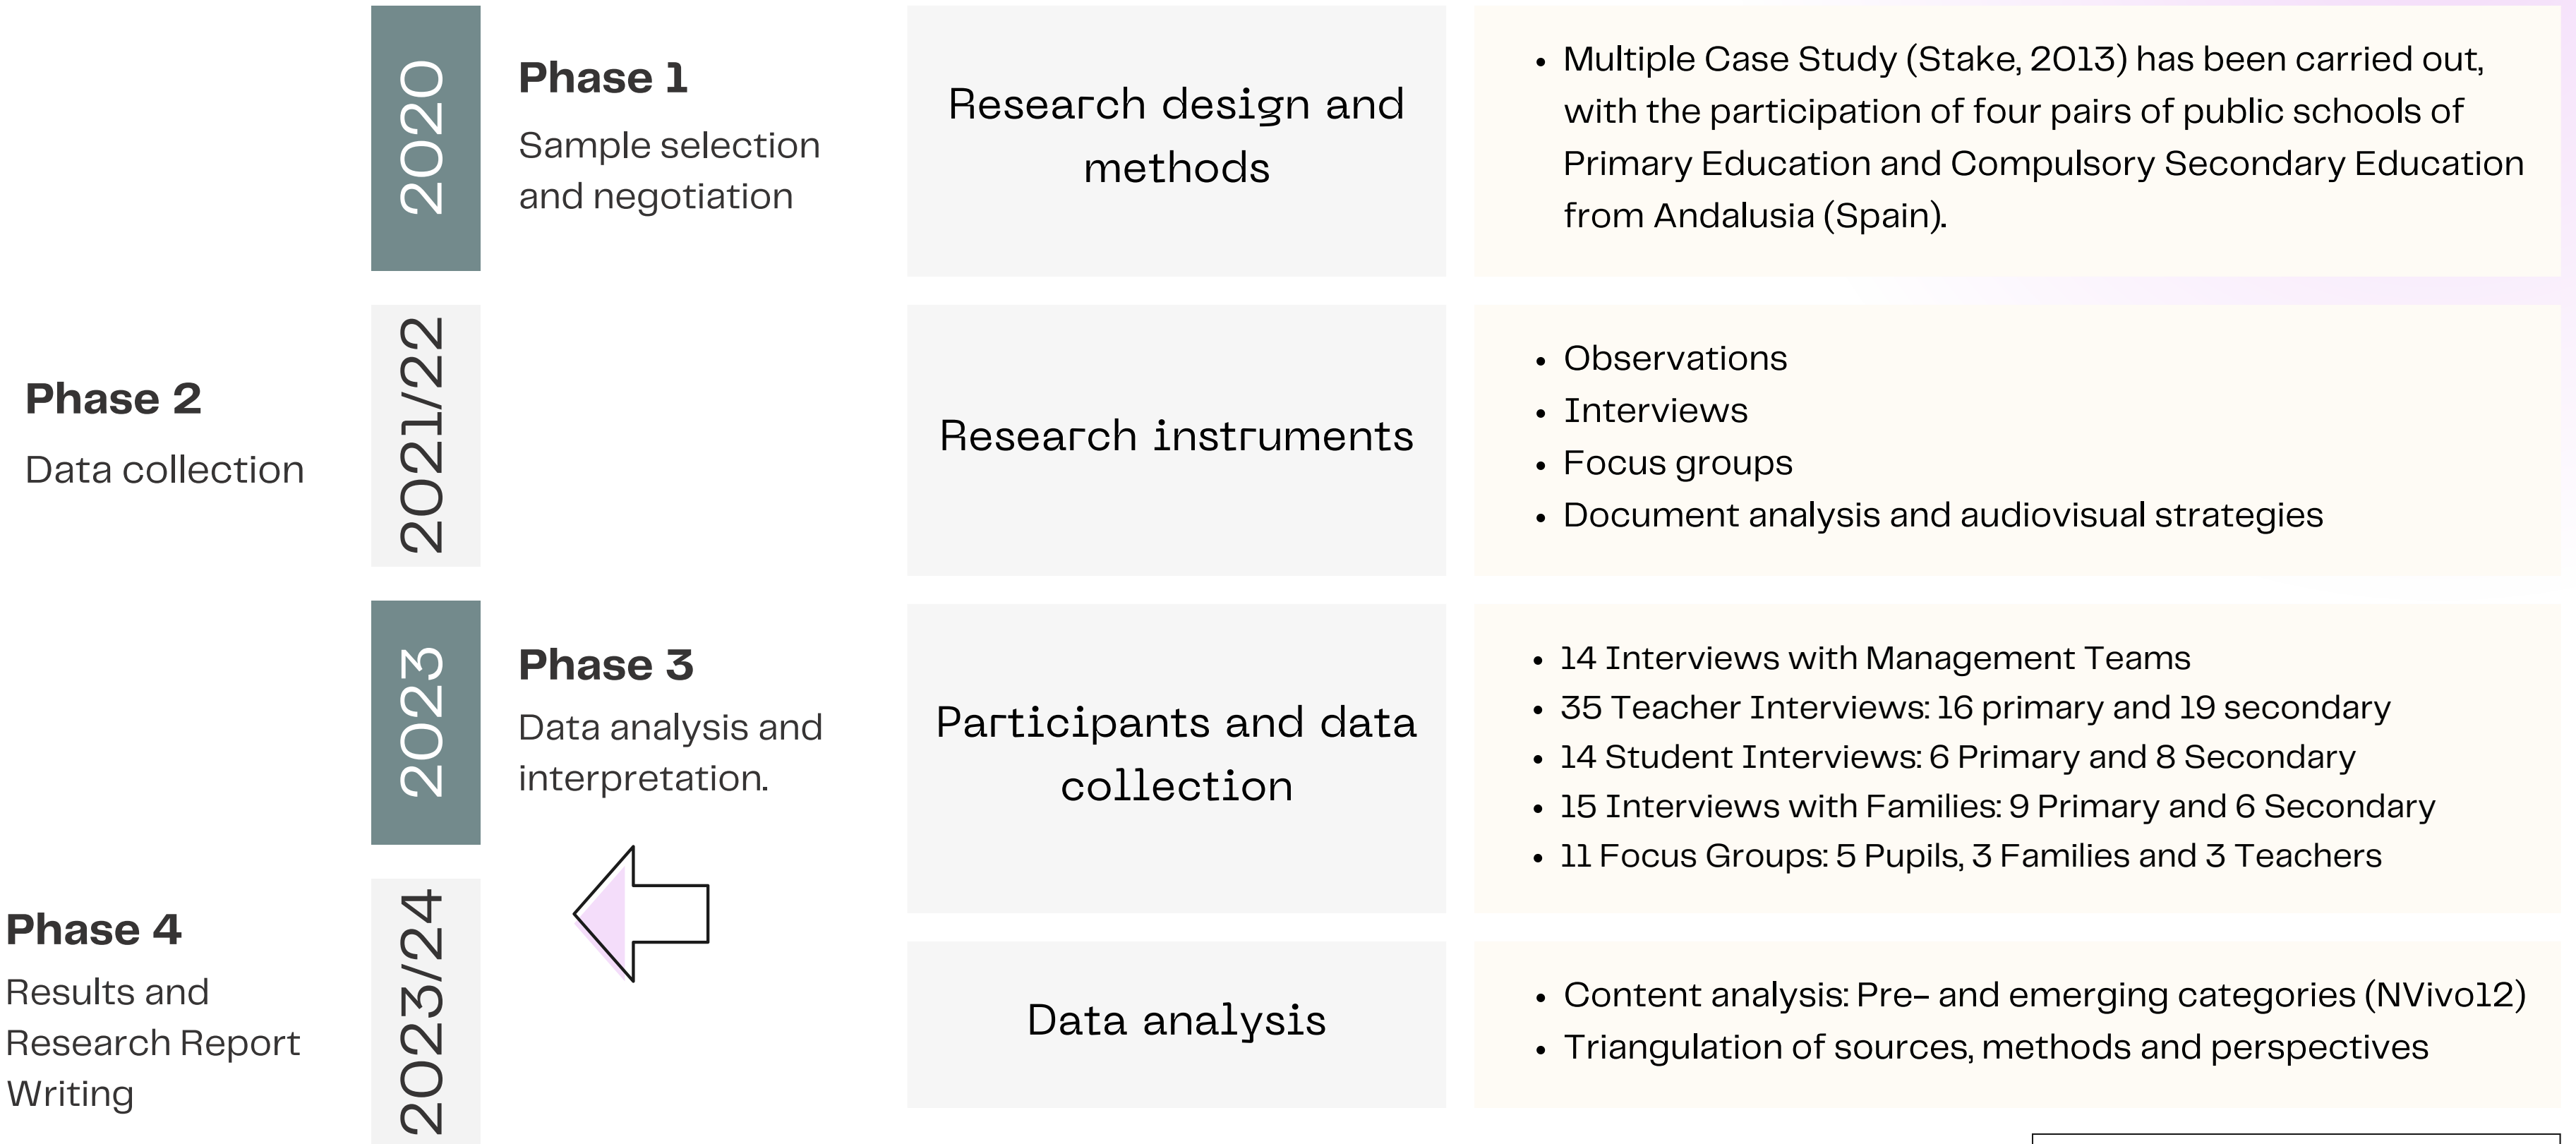 2020
Phase 1
Sample selection
and negotiation
Phase 2
Data collection
2021/22
2023
Phase 3
Data analysis and
interpretation.
Phase 4
Results and
Research Report
Writing
2023/24
Research design and
methods
• Multiple Case Study (Stake, 2013) has been carried out,
with the participation of four pairs of public schools of
Primary Education and Compulsory Secondary Education
from Andalusia (Spain).
Research instruments
• Observations
• Interviews
• Focus groups
• Document analysis and audiovisual strategies
Participants and data
collection
• 14 Interviews with Management Teams
• 35 Teacher Interviews: 16 primary and 19 secondary
• 14 Student Interviews: 6 Primary and 8 Secondary
• 15 Interviews with Families: 9 Primary and 6 Secondary
• 11 Focus Groups: 5 Pupils, 3 Families and 3 Teachers
Data analysis
• Content analysis: Pre- and emerging categories (NVivo12)
• Triangulation of sources, methods and perspectives